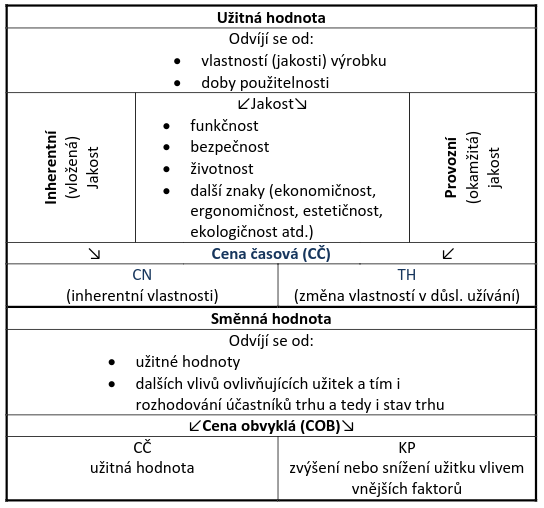 Užitná hodnota
Odvíjí se od:
• vlastností (jakosti) výrobku
• doby použitelnosti
Inherentní
(vložená)
Jakost
↙Jakost↘
• funkčnost
• bezpečnost
• životnost
• další znaky (ekonomičnost,
ergonomičnost, estetičnost,
ekologičnost atd.)
Provozní
(okamžitá)
jakost
↘ Cena časová (CČ) ↙
CN
(inherentní vlastnosti)
TH
(změna vlastností v důsl. užívání)
Směnná hodnota
Odvíjí se od:
• užitné hodnoty
• dalších vlivů ovlivňujících užitek a tím i
rozhodování účastníků trhu a tedy i stav trhu
↙Cena obvyklá (COB)↘
CČ
užitná hodnota
KP
zvýšení nebo snížení užitku vlivem
vnějších faktorů